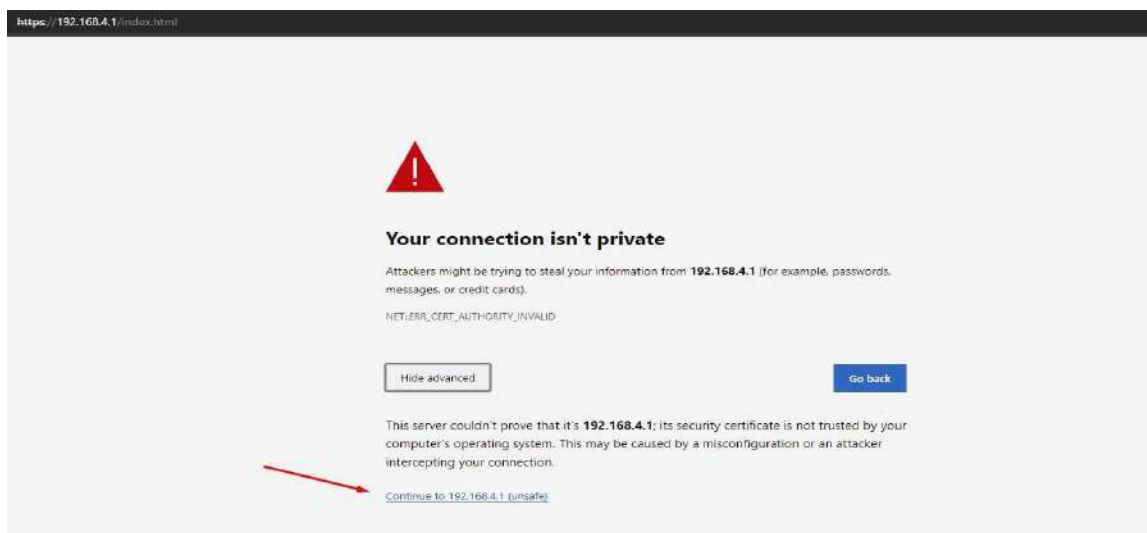 https://192.168.4.1/index.html
Your connection isn't private
Attackers might be trying to steal your information from 192.168.4.1 (for example, passwords,
messages, or credit cards).
NET::ERR_CERT_AUTHORITY_INVALID
Hide advanced
Go back
This server couldn't prove that it's 192.168.4.1; its security certificate is not trusted by your
computer's operating system. This may be caused by a misconfiguration or an attacker
intercepting your connection.
Continue to 192.168.4.1 (unsafe)